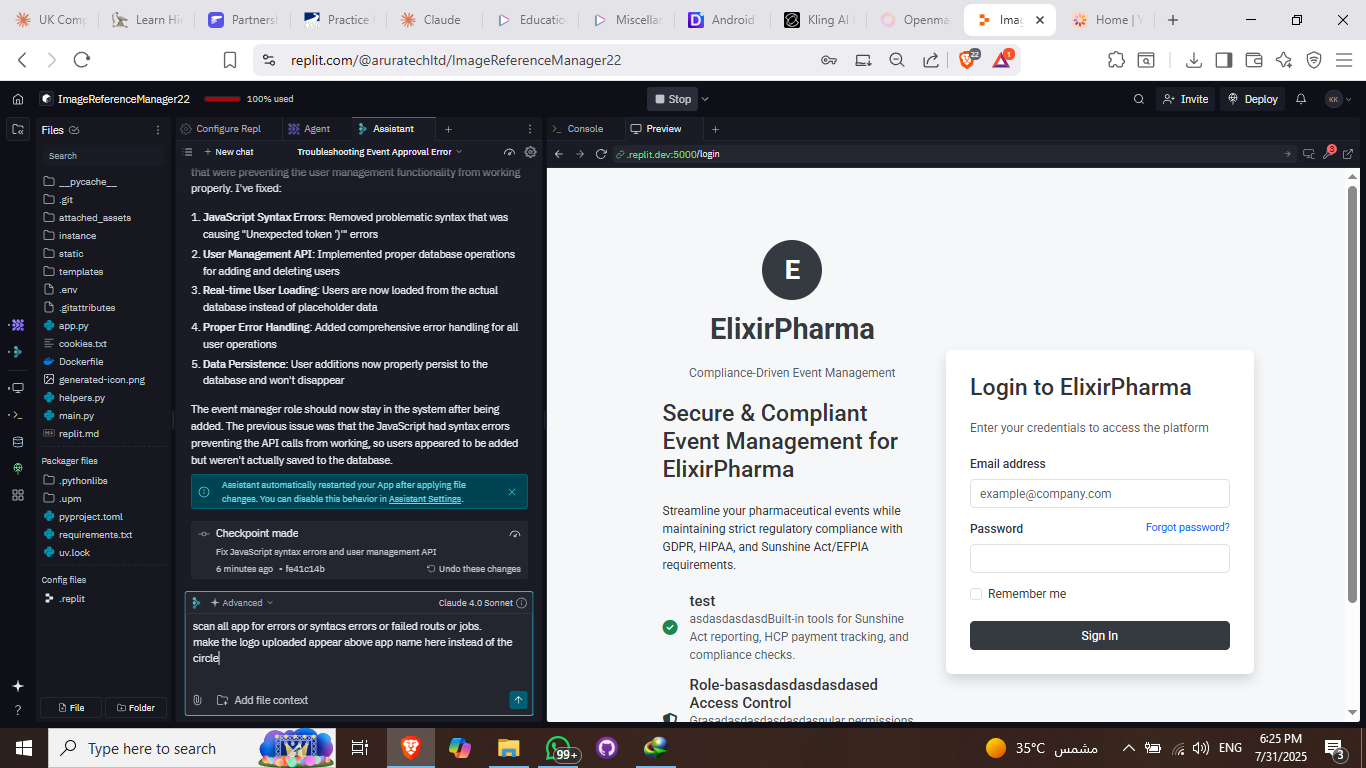 UK Comp
Learn Hi
Partners
Practice
Claude
Educatio
Miscellar
Android
Kling AI
Openma
Imag
Home | Y
replit.com/@aruratechltd/ImageReferenceManager22
22
1
ImageReferenceManager22
100% used
Stop
Invite
Deploy
KK
Files
Configure Repl
Agent
Assistant
Console
Preview
Search
New chat
Troubleshooting Event Approval Error
.replit.dev:5000/login
3
__pycache__
.git
attached_assets
instance
static
templates
.env
.gitattributes
app.py
cookies.txt
Dockerfile
generated-icon.png
helpers.py
main.py
replit.md
Packager files
.pythonlibs
.upm
pyproject.toml
requirements.txt
uv.lock
Config files
.replit
File
Folder
that were preventing the user management functionality from working
properly. I've fixed:
1. JavaScript Syntax Errors: Removed problematic syntax that was
causing "Unexpected token '}'" errors
2. User Management API: Implemented proper database operations
for adding and deleting users
3. Real-time User Loading: Users are now loaded from the actual
database instead of placeholder data
4. Proper Error Handling: Added comprehensive error handling for all
user operations
5. Data Persistence: User additions now properly persist to the
database and won't disappear
The event manager role should now stay in the system after being
added. The previous issue was that the JavaScript had syntax errors
preventing the API calls from working, so users appeared to be added
but weren't actually saved to the database.
Assistant automatically restarted your App after applying file
changes. You can disable this behavior in Assistant Settings.
Checkpoint made
Fix JavaScript syntax errors and user management API
6 minutes ago • fe41c14b
Undo these changes
Advanced
Claude 4.0 Sonnet
scan all app for errors or syntacs errors or failed routs or jobs.
make the logo uploaded appear above app name here instead of the
circle
Add file context
E
ElixirPharma
Compliance-Driven Event Management
Secure & Compliant
Event Management for
ElixirPharma
Streamline your pharmaceutical events while
maintaining strict regulatory compliance with
GDPR, HIPAA, and Sunshine Act/EFPIA
requirements.
test
asdasdasdasdBuilt-in tools for Sunshine
Act reporting, HCP payment tracking, and
compliance checks.
Role-basasdasdasdasdased
Access Control
Grasadasdasdasdasnular permissions
Login to ElixirPharma
Enter your credentials to access the platform
Email address
example@company.com
Password
Forgot password?
Remember me
Sign In
Type here to search
99+
35°C
مشمس
ENG
6:25 PM
7/31/2025
3